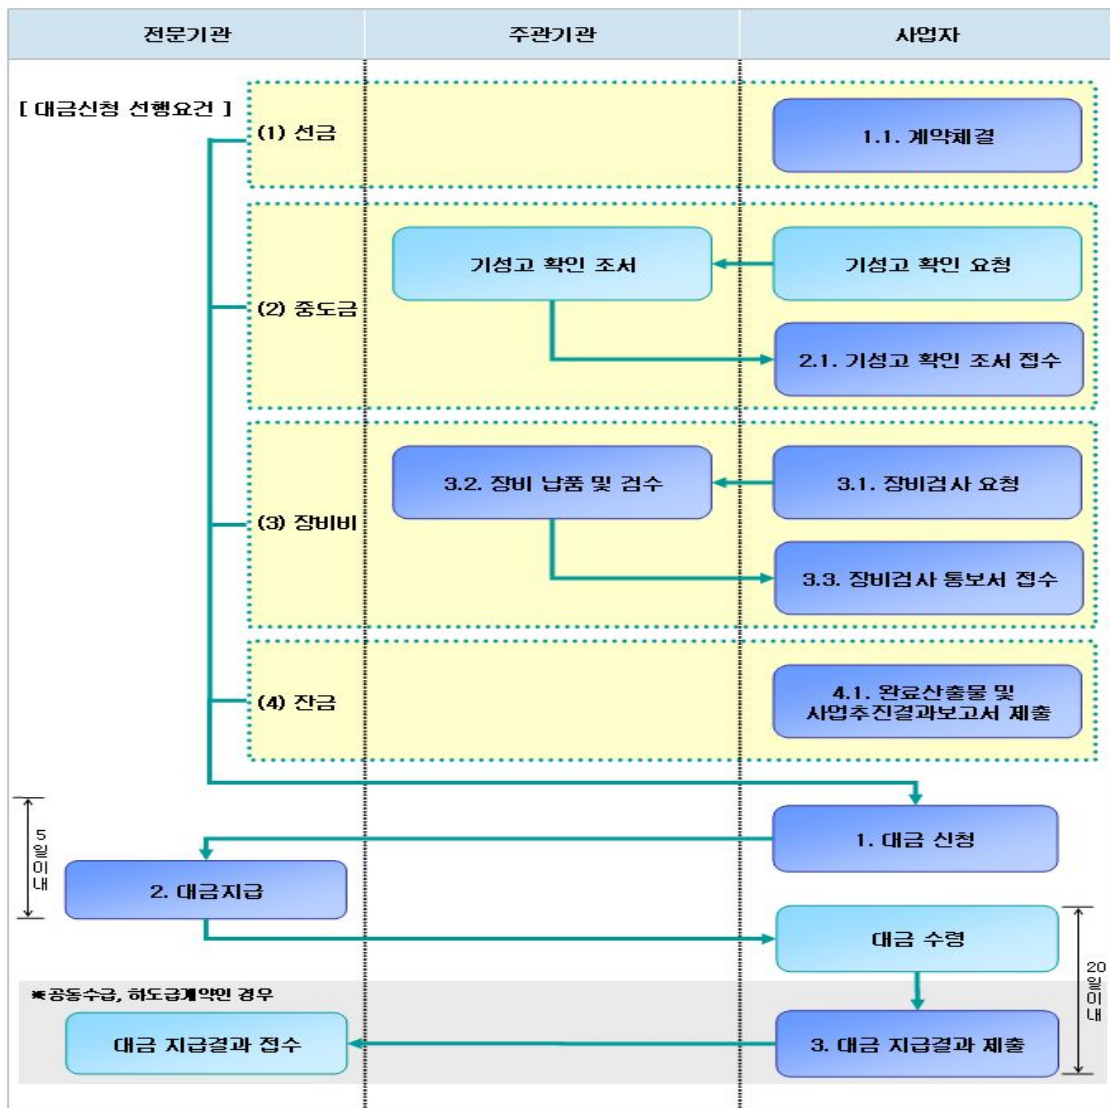 전문기관
주관기관
사업자
[ 대금신청 선행요건 ]
(1) 선금
1.1. 계약체결
기성고 확인 조서
기성고 확인 요청
(2) 중도금
2.1. 기성고 확인 조서 접수
3.2. 장비 납품 및 검수
3.1. 장비검사 요청
(3) 장비비
3.3. 장비검사 통보서 접수
(4) 잔금
4.1. 완료산출물 및
사업추진결과보고서 제출
5일이내
1. 대금 신청
2. 대금지급
대금 수령
20일이내
※공동수급, 하도급계약인 경우
대금 지급결과 접수
3. 대금 지급결과 제출